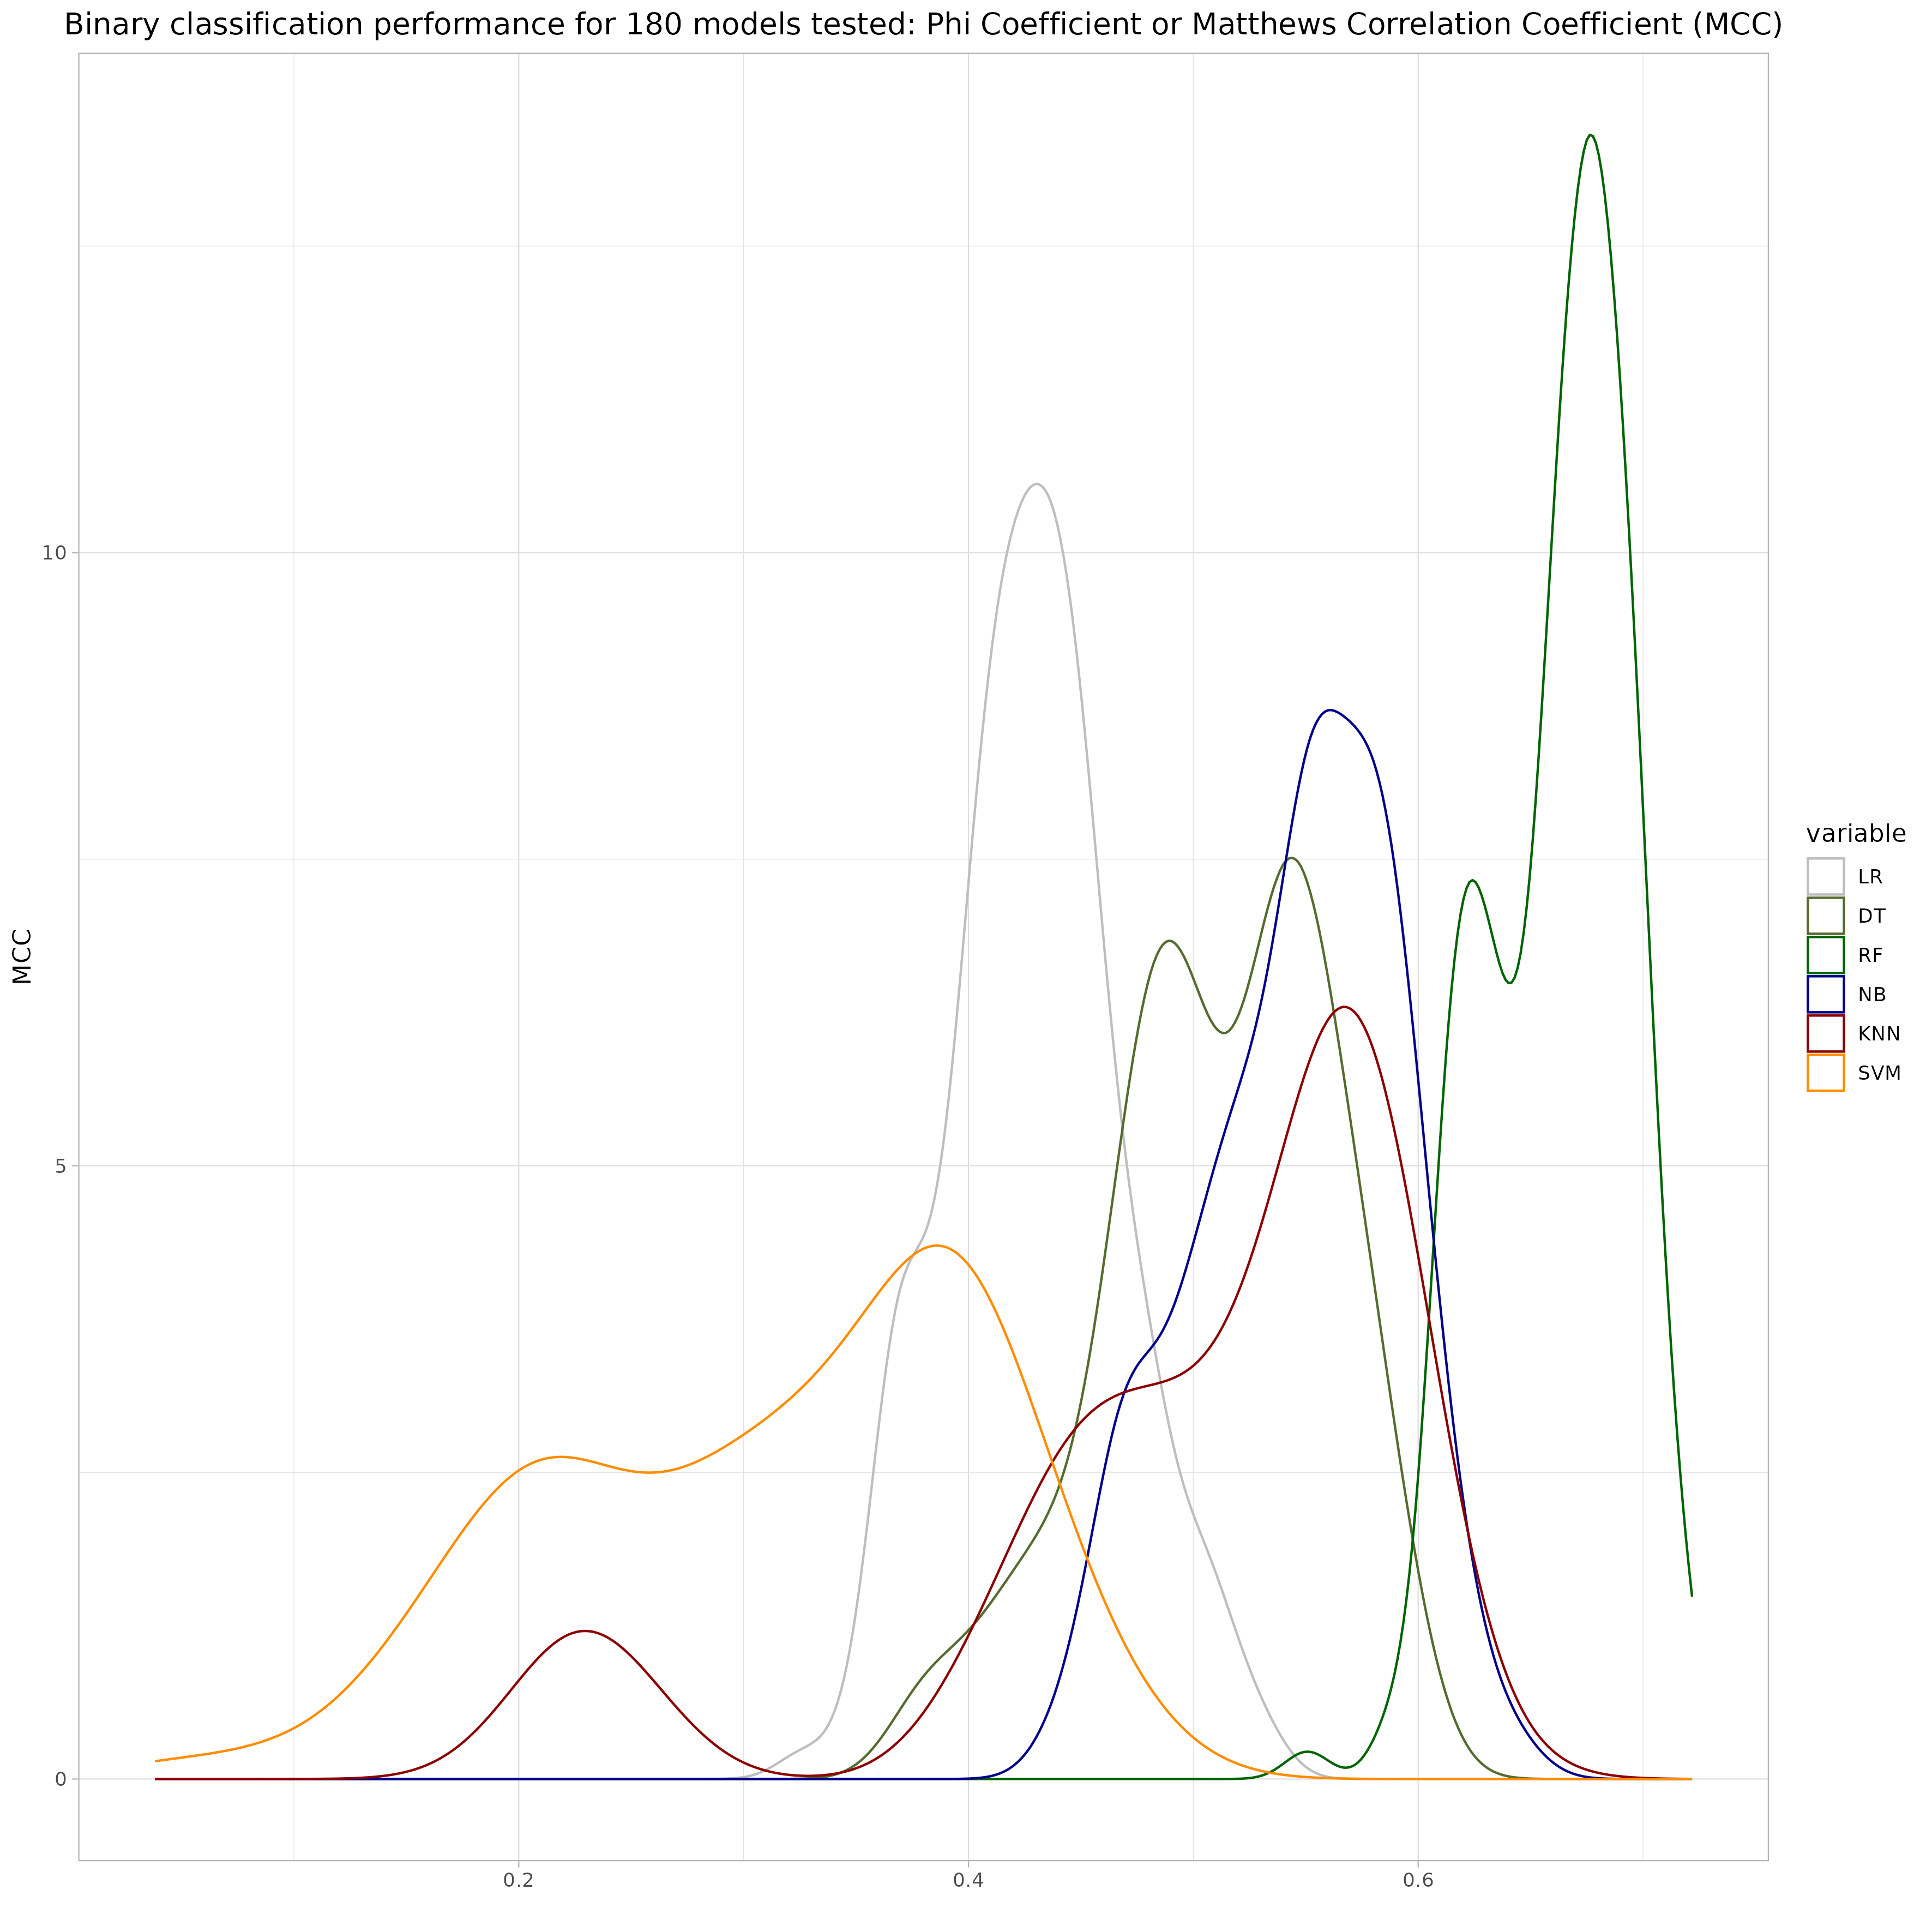 Binary classification performance for 180 models tested: Phi Coefficient or Matthews Correlation Coefficient (MCC)
10
5
0
MCC
0.2
0.4
0.6
variable
LR
DT
RF
NB
KNN
SVM